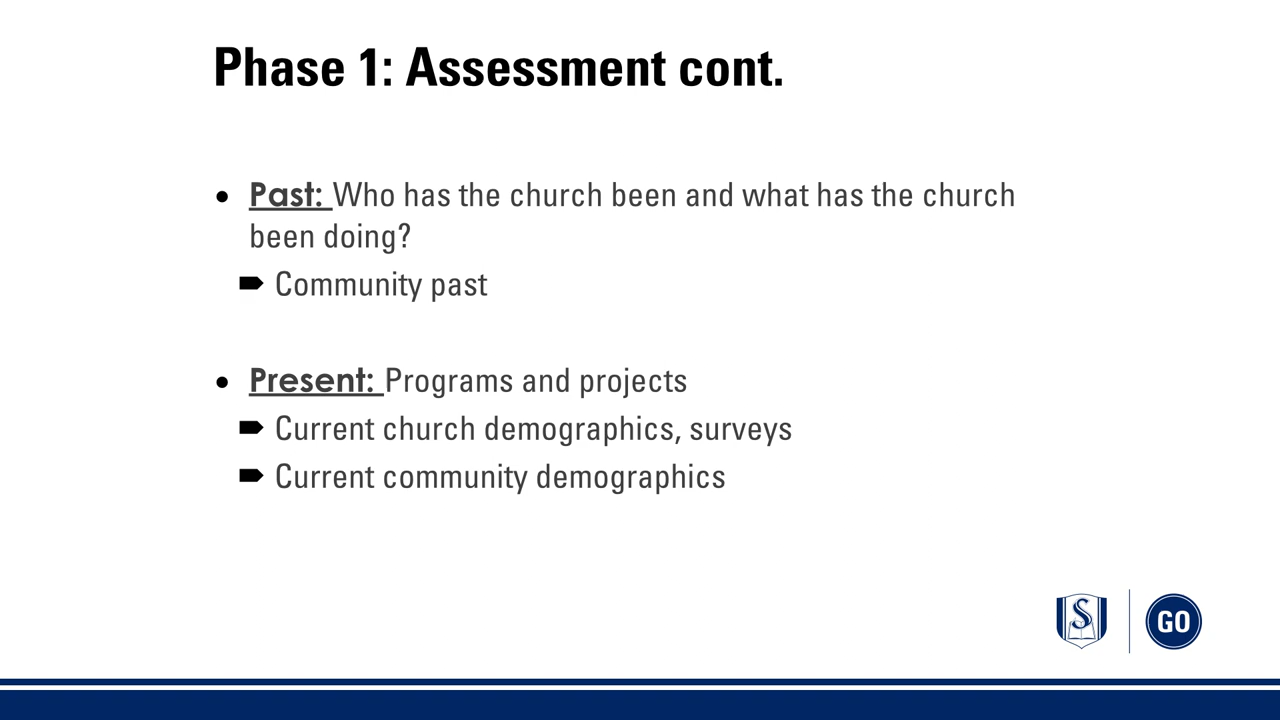 Phase 1: Assessment cont.
• Past: Who has the church been and what has the church
been doing?
Community past
• Present: Programs and projects
Current church demographics, surveys
Current community demographics
S
GO